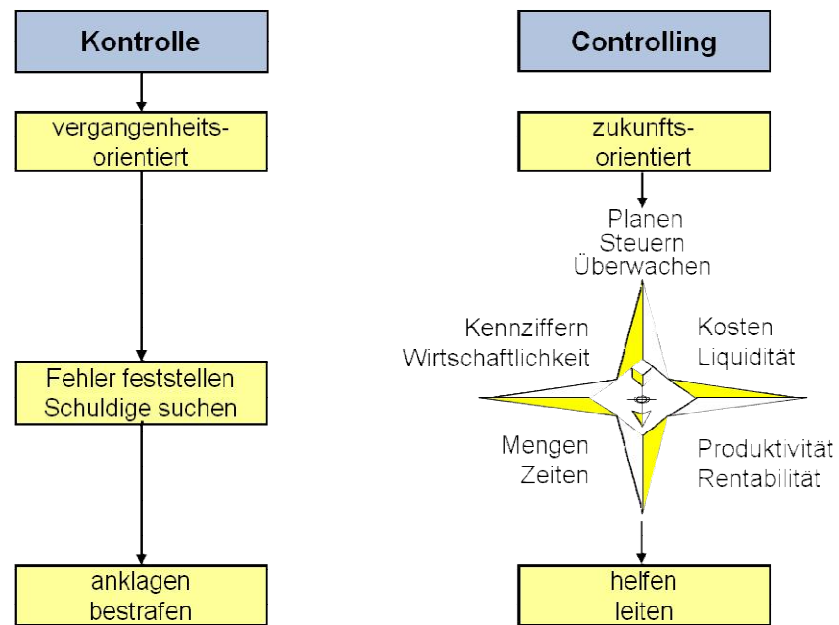 Kontrolle
vergangenheits-
orientiert
Fehler feststellen
Schuldige suchen
anklagen
bestrafen
Controlling
zukunfts-
orientiert
Planen
Steuern
Überwachen
Kennziffern
Wirtschaftlichkeit
Kosten
Liquidität
Mengen
Zeiten
Produktivität
Rentabilität
helfen
leiten